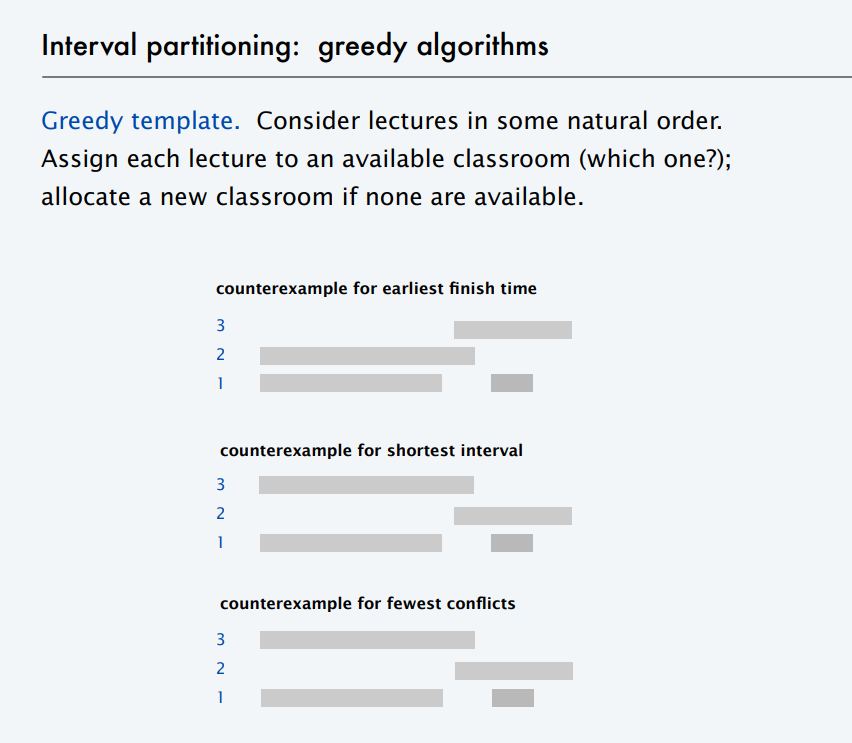 Interval partitioning: greedy algorithms
Greedy template. Consider lectures in some natural order.
Assign each lecture to an available classroom (which one?);
allocate a new classroom if none are available.
counterexample for earliest finish time
3
2
1
counterexample for shortest interval
3
2
1
counterexample for fewest conflicts
3
2
1